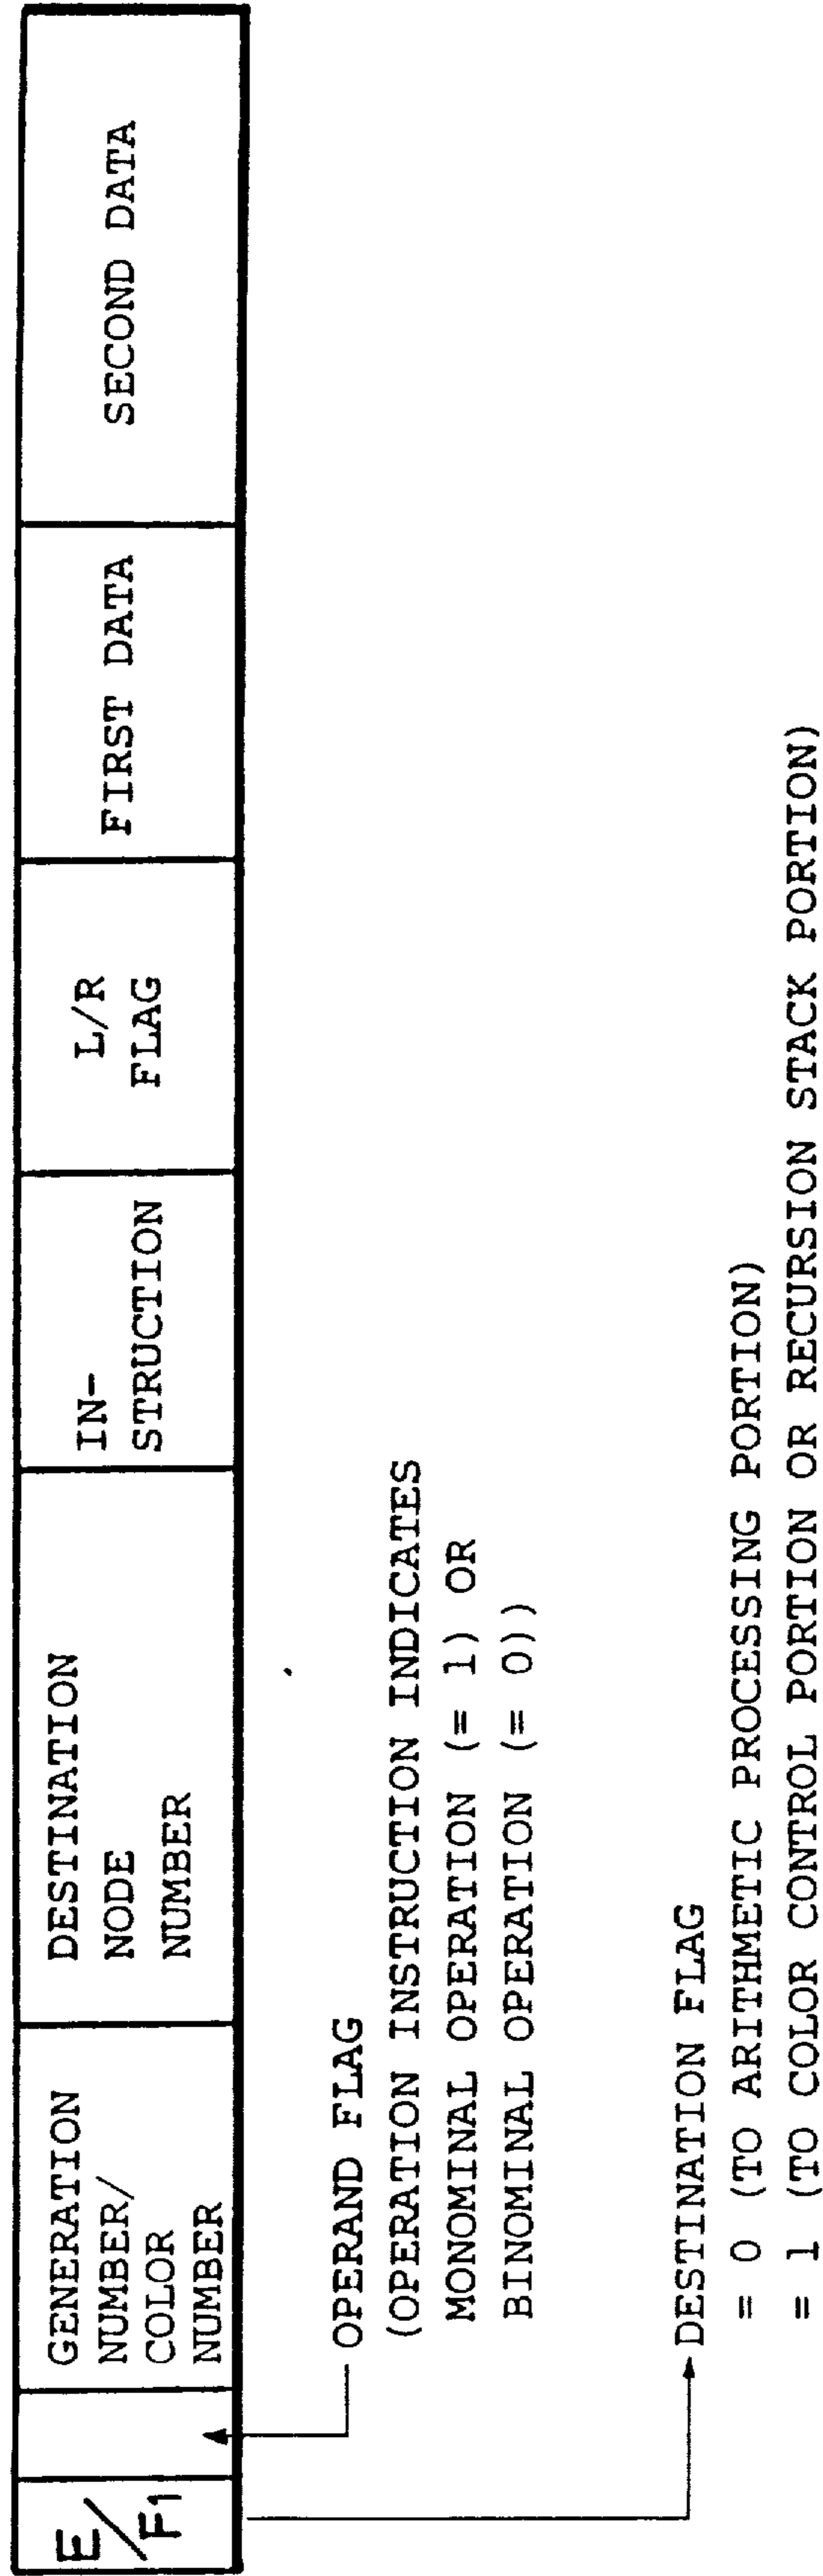 E/F1
GENERATION
NUMBER/
COLOR
NUMBER
DESTINATION
NODE
NUMBER
IN-
STRUCTION
L/R
FLAG
FIRST DATA
SECOND DATA
OPERAND FLAG
(OPERATION INSTRUCTION INDICATES
MONOMINAL OPERATION (= 1) OR
BINOMINAL OPERATION (= 0))
DESTINATION FLAG
= 0 (TO ARITHMETIC PROCESSING PORTION)
= 1 (TO COLOR CONTROL PORTION OR RECURSION STACK PORTION)